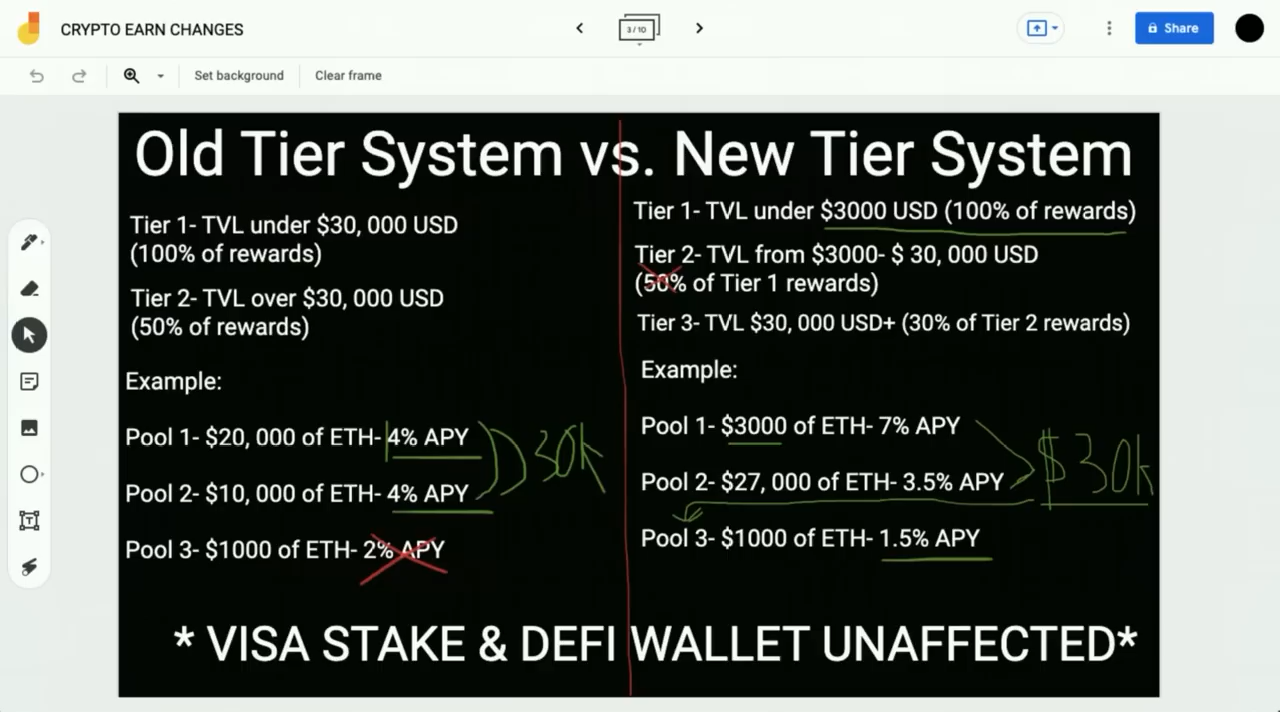 CRYPTO EARN CHANGES
3 / 10
Share
Set background
Clear frame
Old Tier System vs. New Tier System
Tier 1- TVL under $30, 000 USD
(100% of rewards)
Tier 2- TVL over $30, 000 USD
(50% of rewards)
Example:
Pool 1- $20, 000 of ETH- 4% APY
Pool 2- $10, 000 of ETH- 4% APY
30k
Pool 3- $1000 of ETH- 2% APY
Tier 1- TVL under $3000 USD (100% of rewards)
Tier 2- TVL from $3000- $ 30, 000 USD
(50% of Tier 1 rewards)
Tier 3- TVL $30, 000 USD+ (30% of Tier 2 rewards)
Example:
Pool 1- $3000 of ETH- 7% APY
Pool 2- $27, 000 of ETH- 3.5% APY
$30k
Pool 3- $1000 of ETH- 1.5% APY
* VISA STAKE & DEFI WALLET UNAFFECTED*